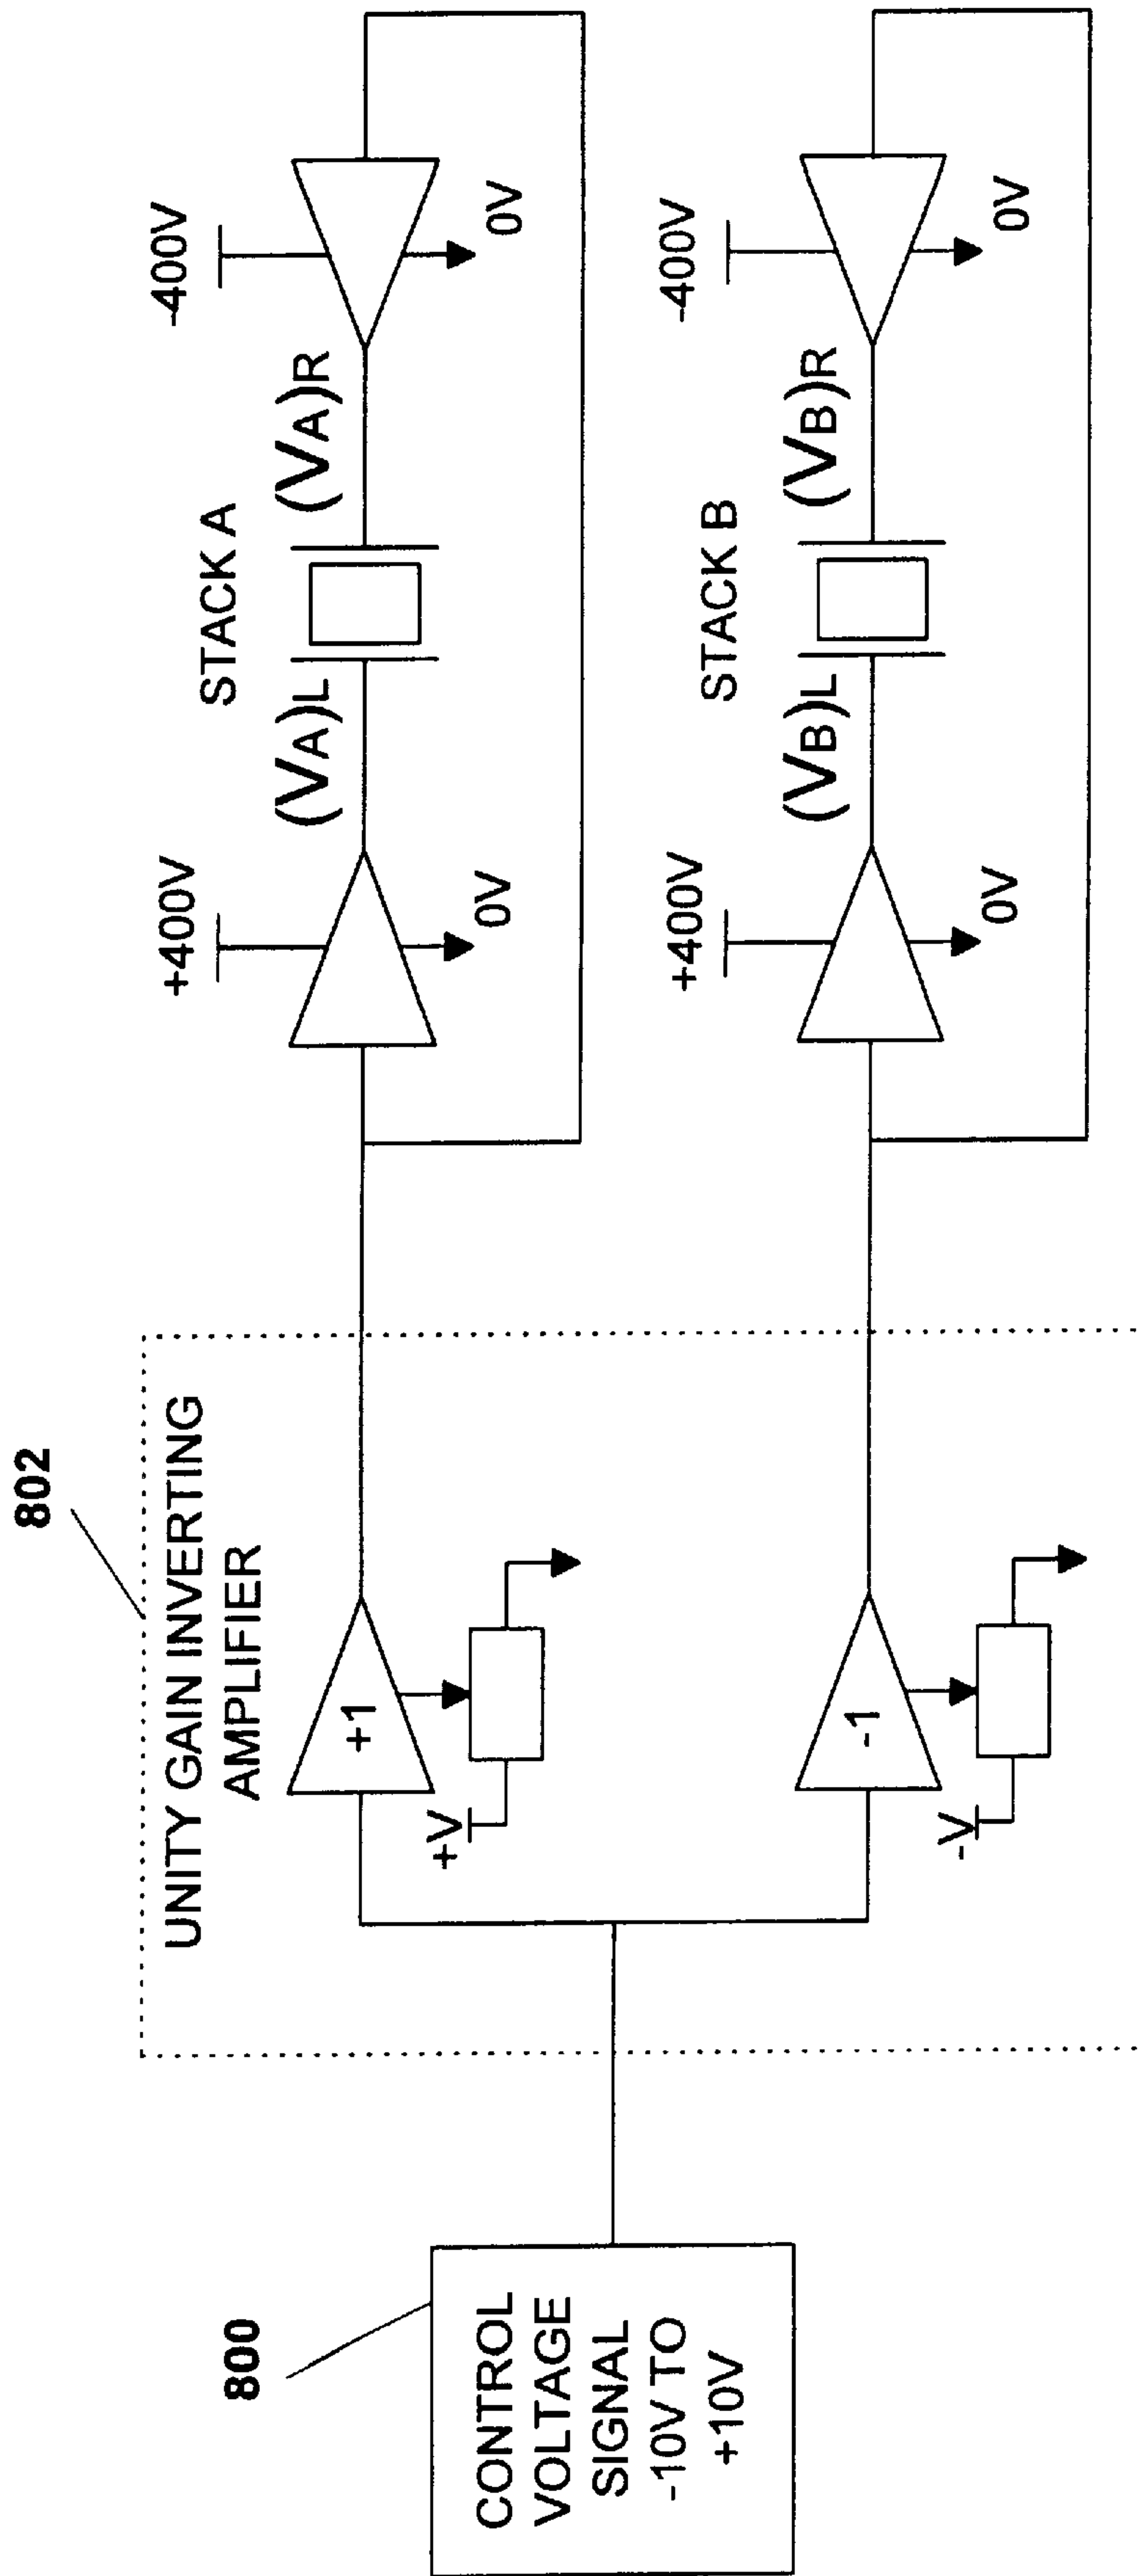 802
UNITY GAIN INVERTING
AMPLIFIER
800
CONTROL
VOLTAGE
SIGNAL
-10V TO
+10V
+1
+V
-1
-V
+400V
0V
(VA)L
STACK A
(VA)R
-400V
0V
+400V
0V
(VB)L
STACK B
(VB)R
-400V
0V